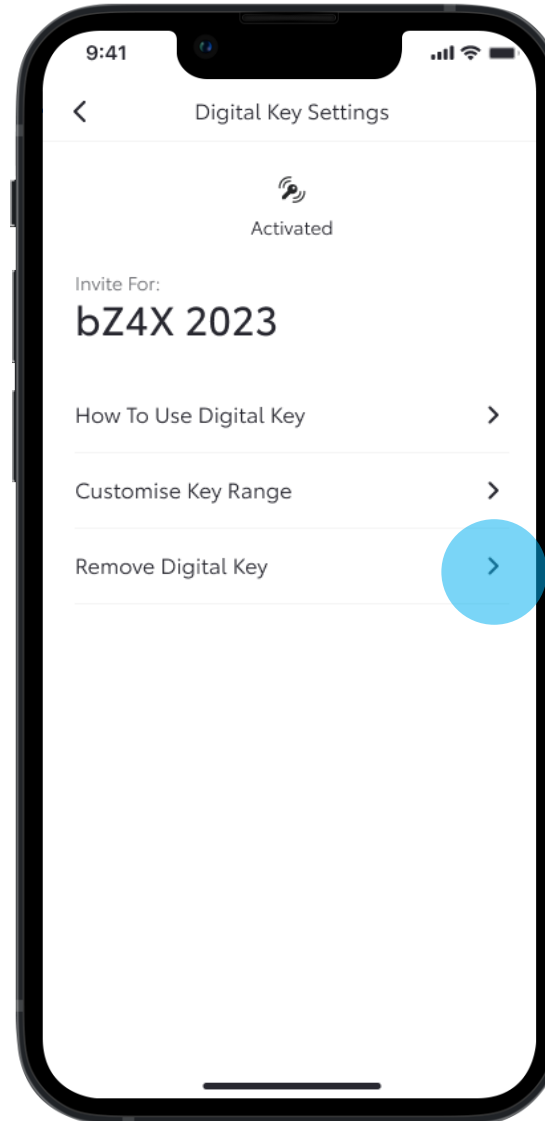 9:41
Digital Key Settings
Activated
Invite For:
bZ4X 2023
How To Use Digital Key
Customise Key Range
Remove Digital Key